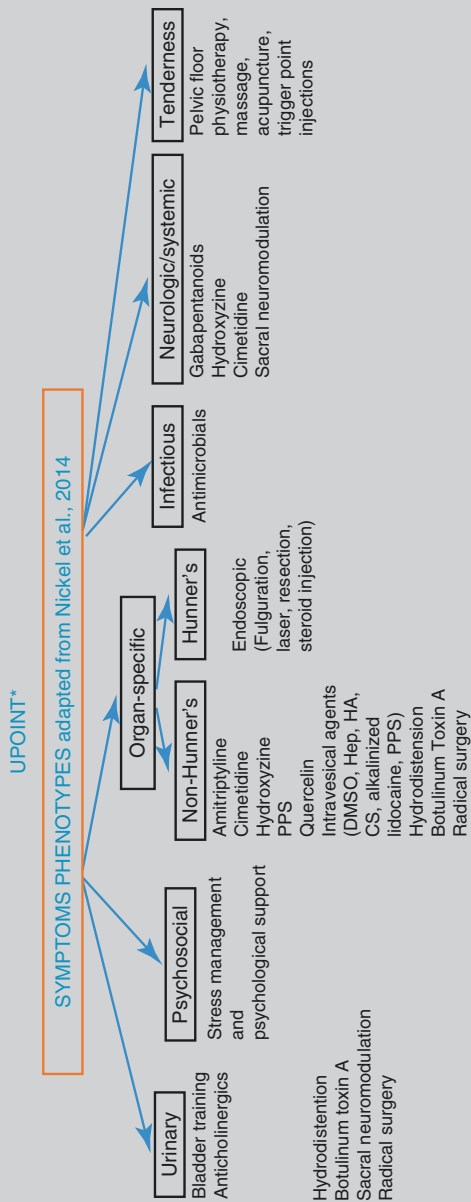 UPOINT*
SYMPTOMS PHENOTYPES adapted from Nickel et al., 2014
Urinary
Bladder training
Anticholinergics
Hydrodistention
Botulinum toxin A
Sacral neuromodulation
Radical surgery
Psychosocial
Stress management
and
psychological support
Organ-specific
Non-Hunner's
Amitriptyline
Cimetidine
Hydroxyzine
PPS
Quercelin
Intravesical agents
(DMSO, Hep, HA,
CS, alkalinized
lidocaine, PPS)
Hydrodistension
Botulinum Toxin A
Radical surgery
Hunner's
Endoscopic
(Fulguration,
laser, resection,
steroid injection)
Infectious
Antimicrobials
Neurologic/systemic
Gabapentanoids
Hydroxyzine
Cimetidine
Sacral neuromodulation
Tenderness
Pelvic floor
physiotherapy,
massage,
acupuncture,
trigger point
injections